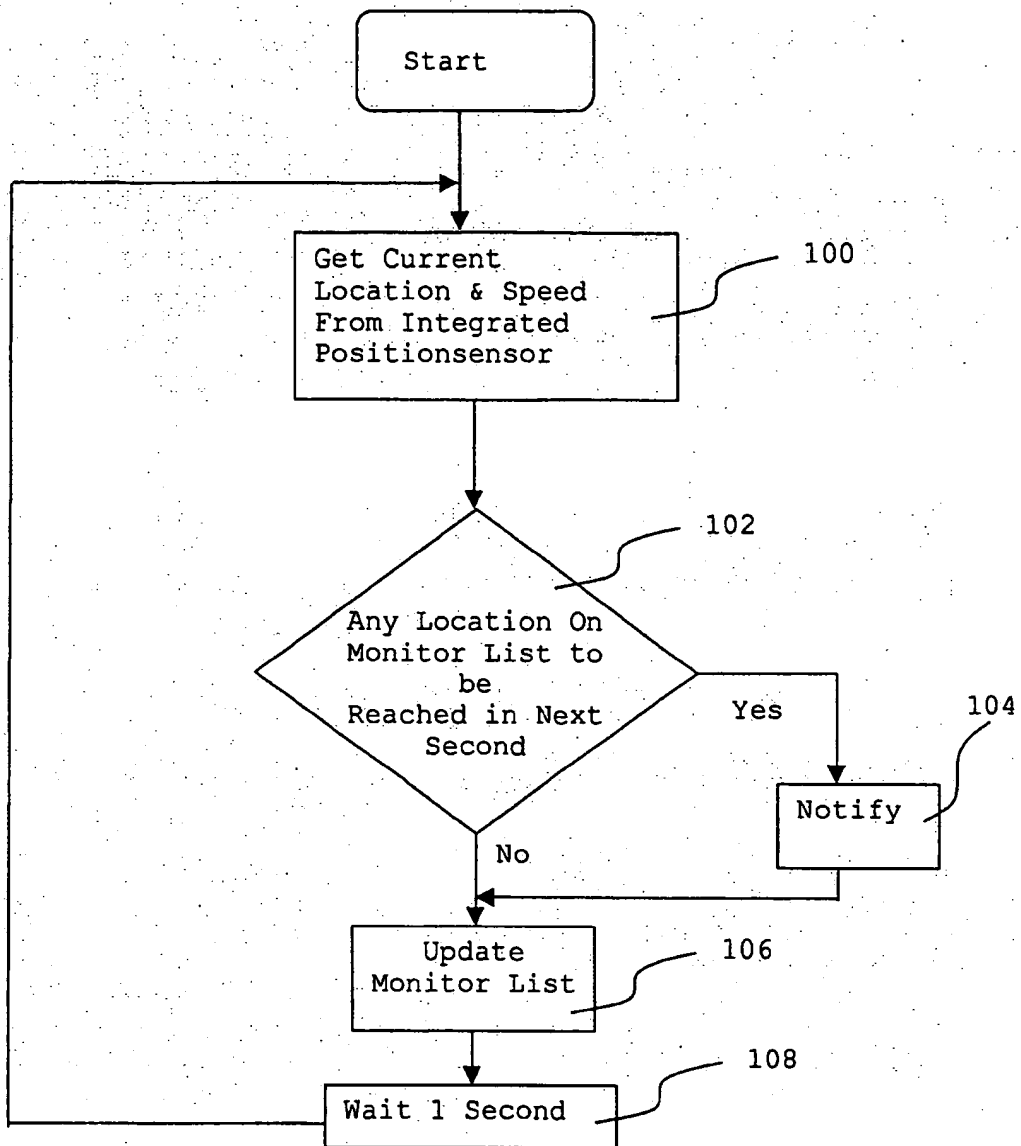 Start
Get Current
Location & Speed
From Integrated
Positionsensor
100
102
Any Location On
Monitor List to
be
Reached in Next
Second
Yes
104
Notify
No
Update
Monitor List
106
108
Wait 1 Second